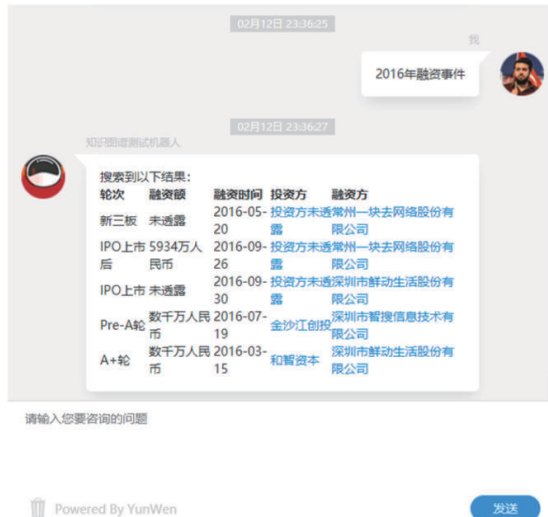 02月12日 23:36:25
我
2016年融资事件
02月12日 23:36:27
知识图谱测试机器人
搜索到以下结果：
轮次 融资额 融资时间 投资方 融资方
新三板 未透露 2016-05-20 投资方未透露 常州一块去网络股份有限公司
IPO上市后 5934万人民币 2016-09-26 投资方未透露 常州一块去网络股份有限公司
IPO上市 未透露 2016-09-30 投资方未透露 深圳市鲜动生活股份有限公司
Pre-A轮 数千万人民币 2016-07-19 金沙江创投 深圳市智搜信息技术有限公司
A+轮 数千万人民币 2016-03-15 和智资本 深圳市鲜动生活股份有限公司
请输入您要咨询的问题
Powered By YunWen
发送